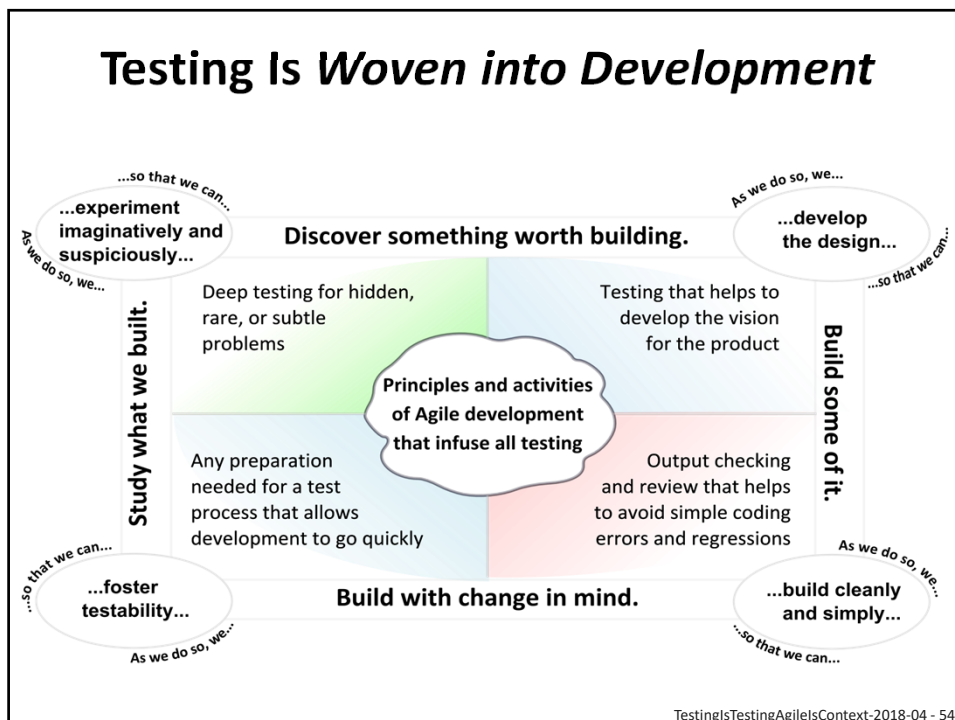 Testing Is Woven into Development
...so that we can...
...experiment
imaginatively and
suspiciously...
As we do so, we...
Discover something worth building.
As we do so, we...
...develop
the design...
...so that we can...
Study what we built.
Deep testing for hidden,
rare, or subtle
problems
Testing that helps to
develop the vision
for the product
Build some of it.
Principles and activities
of Agile development
that infuse all testing
Any preparation
needed for a test
process that allows
development to go quickly
Output checking
and review that helps
to avoid simple coding
errors and regressions
...so that we can...
...foster
testability...
As we do so, we...
Build with change in mind.
As we do so, we...
...build cleanly
and simply...
...so that we can...
TestingIsTestingAgileIsContext-2018-04 - 54